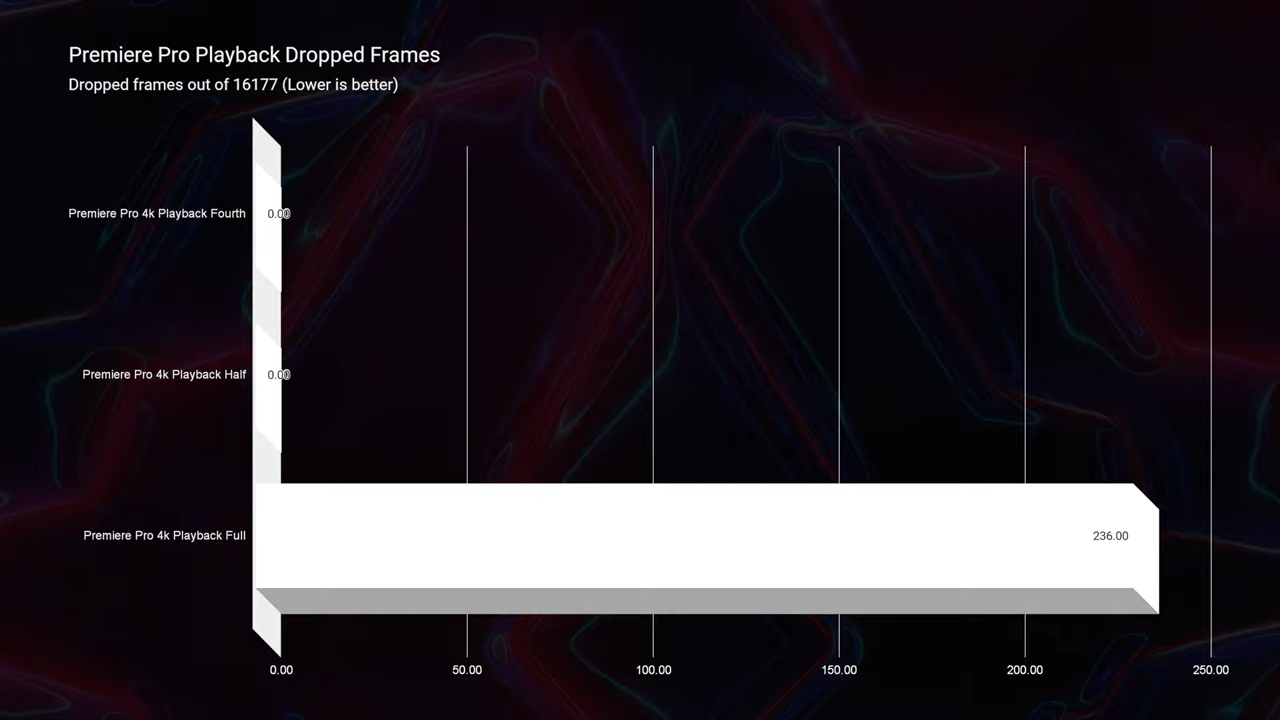 Premiere Pro Playback Dropped Frames
Dropped frames out of 16177 (Lower is better)
Premiere Pro 4k Playback Fourth 0.00
Premiere Pro 4k Playback Half 0.00
Premiere Pro 4k Playback Full 236.00
0.00 50.00 100.00 150.00 200.00 250.00